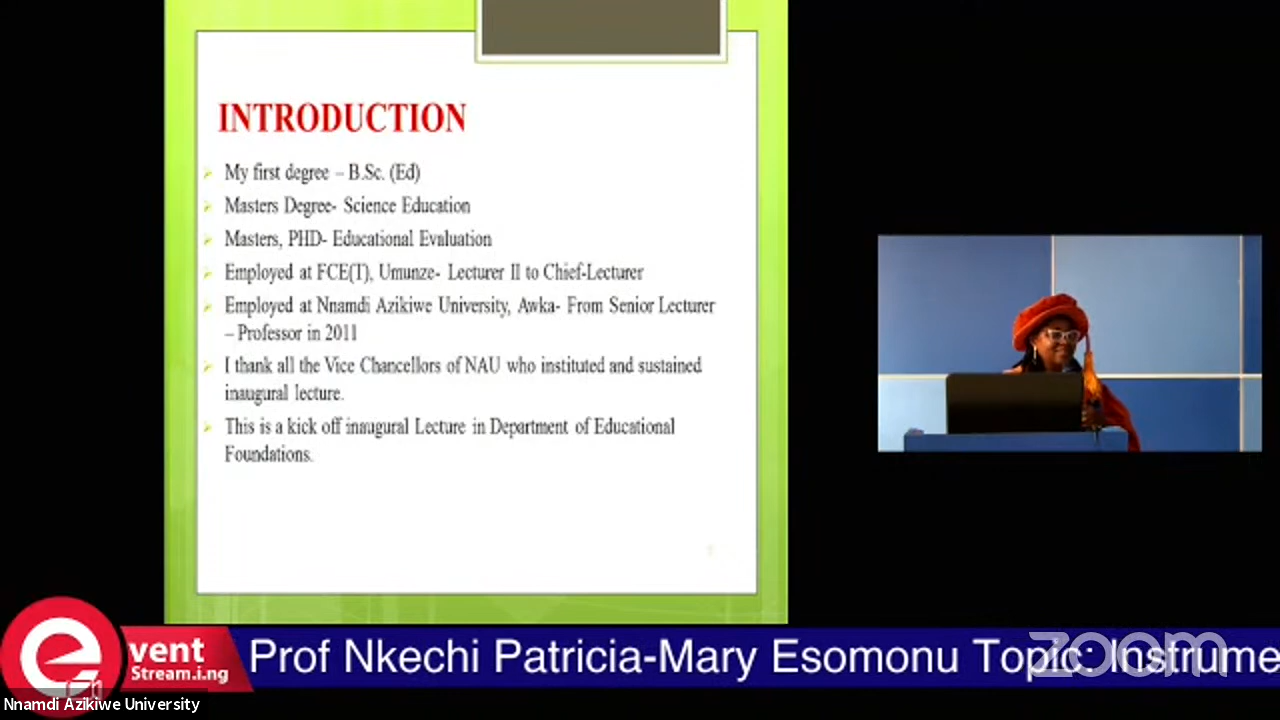 INTRODUCTION
My first degree – B.Sc. (Ed)
Masters Degree- Science Education
Masters, PHD- Educational Evaluation
Employed at FCE(T), Umunze- Lecturer II to Chief-Lecturer
Employed at Nnamdi Azikiwe University, Awka- From Senior Lecturer
– Professor in 2011
I thank all the Vice Chancellors of NAU who instituted and sustained
inaugural lecture.
This is a kick off inaugural Lecture in Department of Educational
Foundations.
e
vent
Stream.i.ng
Prof Nkechi Patricia-Mary Esomonu Topic: Instrume
zoom
Nnamdi Azikiwe University